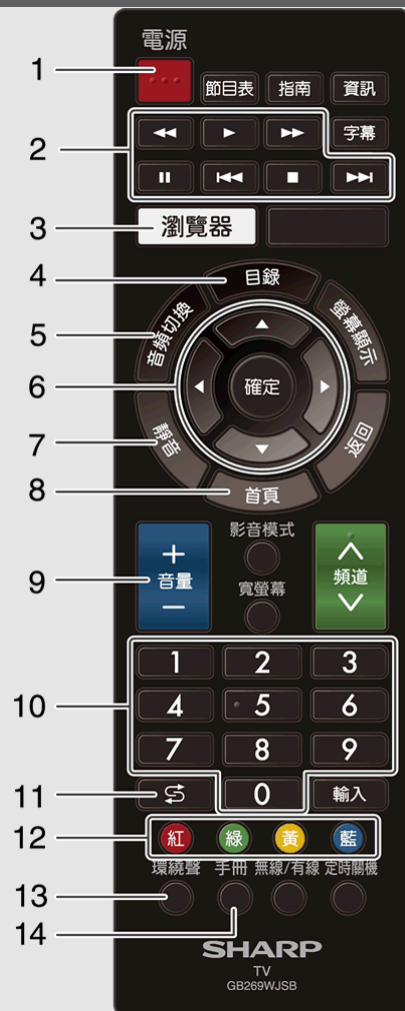 電源
1
節目表 指南 資訊
2
字幕
3 瀏覽器
4 目錄
5 音頻切換 螢幕顯示
6 確定
7 靜音 返回
8 首頁
影音模式
9 + 音量 − 頻道
寬螢幕
1 2 3
10 4 5 6
7 8 9
11 0 輸入
12 紅 綠 黃 藍
環繞聲 手冊 無線/有線 定時關機
13
14
SHARP
TV
GB269WJSB